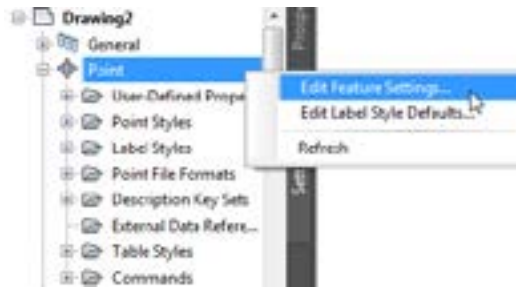 Drawing2
General
Point
Edit Feature Settings...
User-Defined Prope
Edit Label Style Defaults...
Point Styles
Label Styles
Refresh
Point File Formats
Description Key Sets
External Data Refere...
Table Styles
Commands